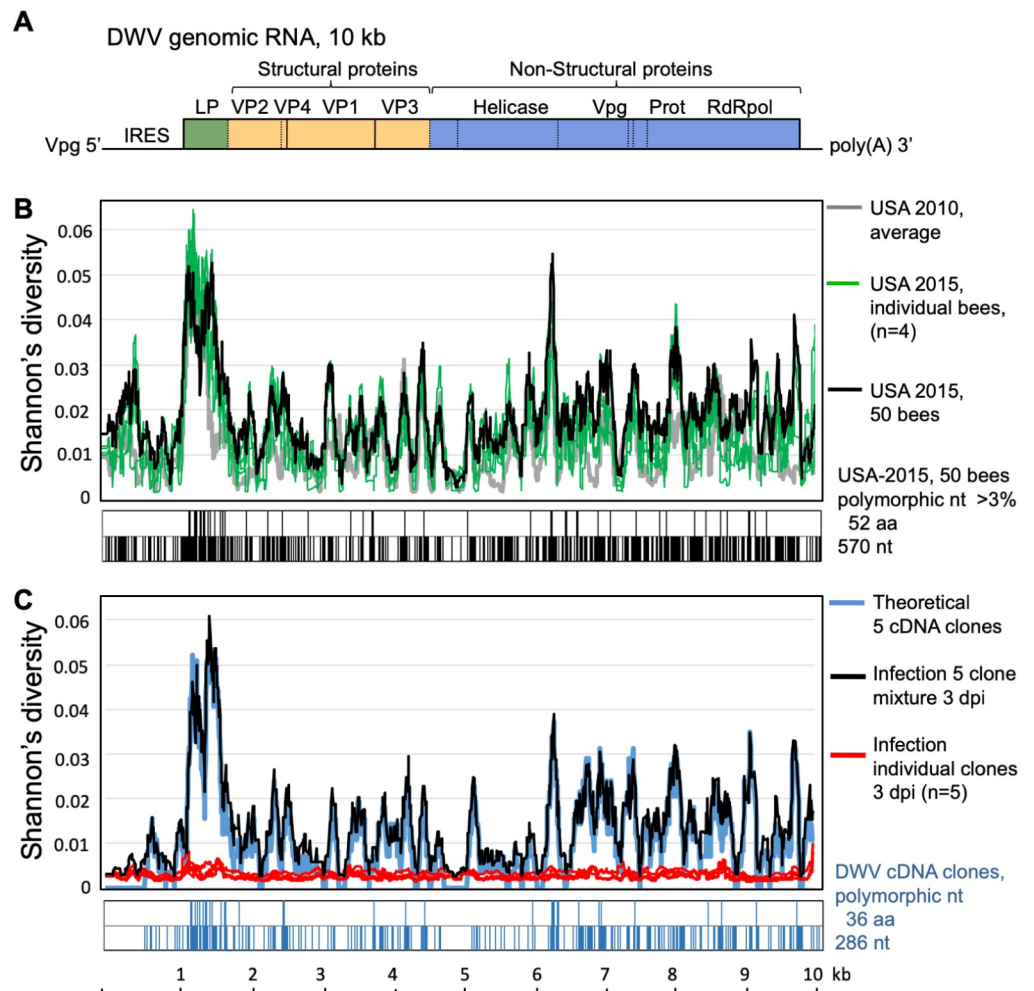 A
DWV genomic RNA, 10 kb
Structural proteins
Non-Structural proteins
LP VP2 VP4 VP1 VP3 Helicase Vpg Prot RdRpol
Vpg 5’ IRES poly(A) 3’
B
Shannon’s diversity
0.06
0.05
0.04
0.03
0.02
0.01
0
USA 2010,
average
USA 2015,
individual bees,
(n=4)
USA 2015,
50 bees
USA-2015, 50 bees
polymorphic nt >3%
52 aa
570 nt
C
Shannon’s diversity
0.06
0.05
0.04
0.03
0.02
0.01
0
Theoretical
5 cDNA clones
Infection 5 clone
mixture 3 dpi
Infection
individual clones
3 dpi (n=5)
DWV cDNA clones,
polymorphic nt
36 aa
286 nt
1 2 3 4 5 6 7 8 9 10 kb